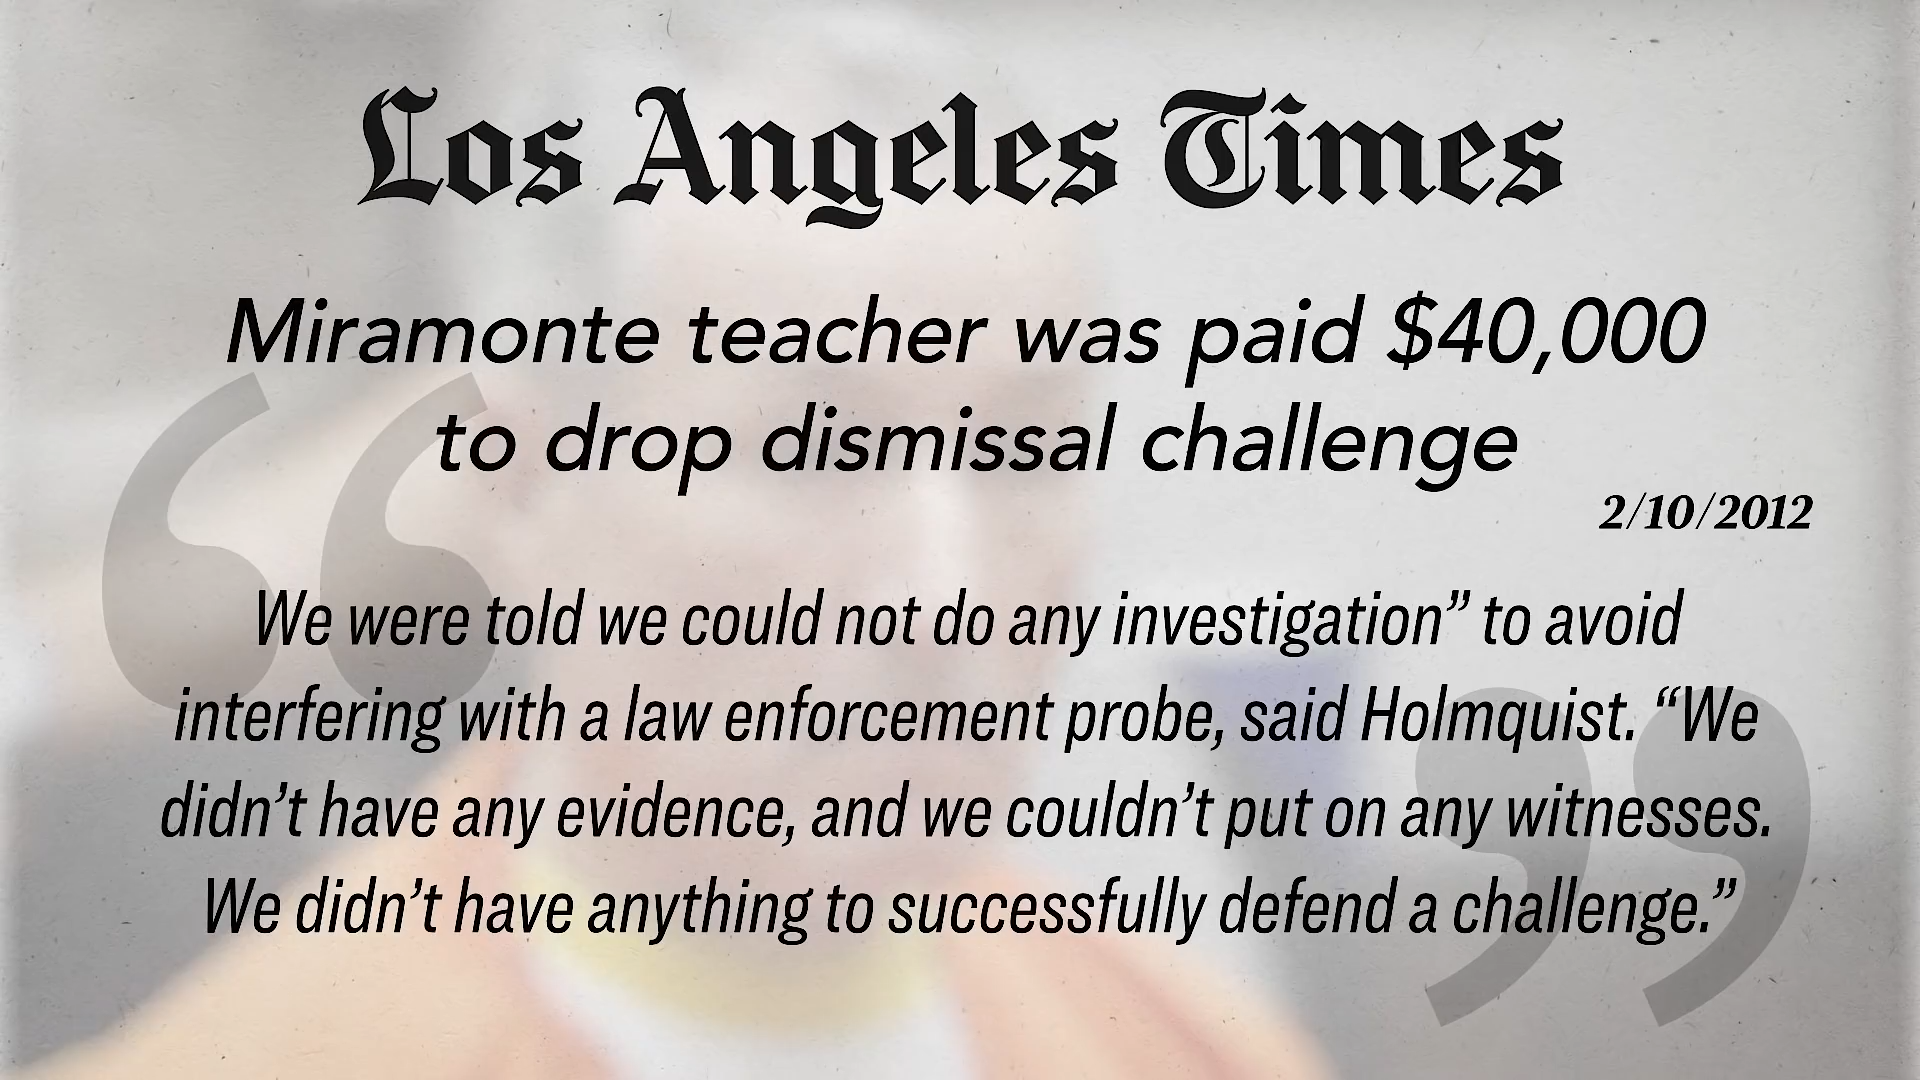 Los Angeles Times
Miramonte teacher was paid $40,000
to drop dismissal challenge
2/10/2012
We were told we could not do any investigation” to avoid
interfering with a law enforcement probe, said Holmquist. “We
didn’t have any evidence, and we couldn’t put on any witnesses.
We didn’t have anything to successfully defend a challenge.”